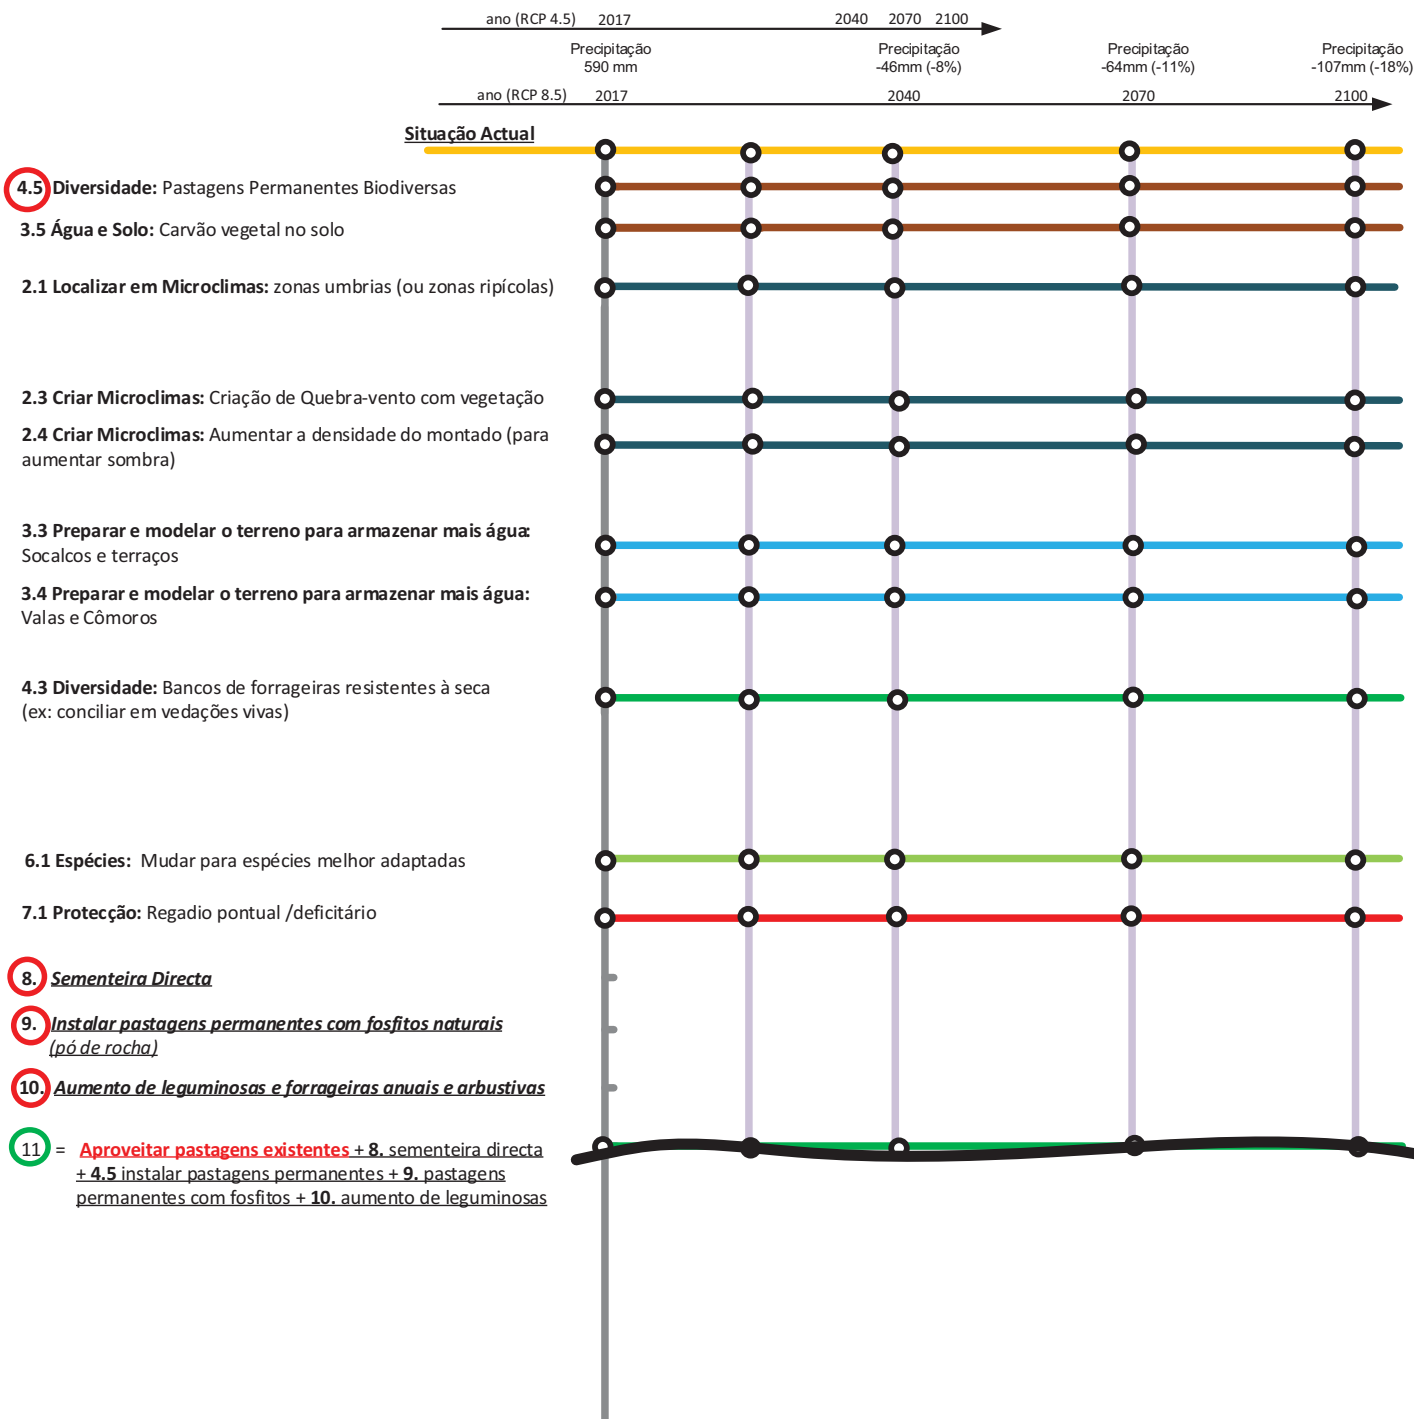 ano (RCP 4.5) 2017 2040 2070 2100
Precipitação Precipitação Precipitação Precipitação
590 mm -46mm (-8%) -64mm (-11%) -107mm (-18%)
ano (RCP 8.5) 2017 2040 2070 2100
Situação Actual
4.5 Diversidade: Pastagens Permanentes Biodiversas
3.5 Água e Solo: Carvão vegetal no solo
2.1 Localizar em Microclimas: zonas umbrias (ou zonas ripícolas)
2.3 Criar Microclimas: Criação de Quebra-vento com vegetação
2.4 Criar Microclimas: Aumentar a densidade do montado (para
aumentar sombra)
3.3 Preparar e modelar o terreno para armazenar mais água:
Socalcos e terraços
3.4 Preparar e modelar o terreno para armazenar mais água:
Valas e Cômoros
4.3 Diversidade: Bancos de forrageiras resistentes à seca
(ex: conciliar em vedações vivas)
6.1 Espécies: Mudar para espécies melhor adaptadas
7.1 Protecção: Regadio pontual /deficitário
8. Sementeira Directa
9. Instalar pastagens permanentes com fosfitos naturais
(pó de rocha)
10. Aumento de leguminosas e forrageiras anuais e arbustivas
11 = Aproveitar pastagens existentes + 8. sementeira directa
+ 4.5 instalar pastagens permanentes + 9. pastagens
permanentes com fosfitos + 10. aumento de leguminosas